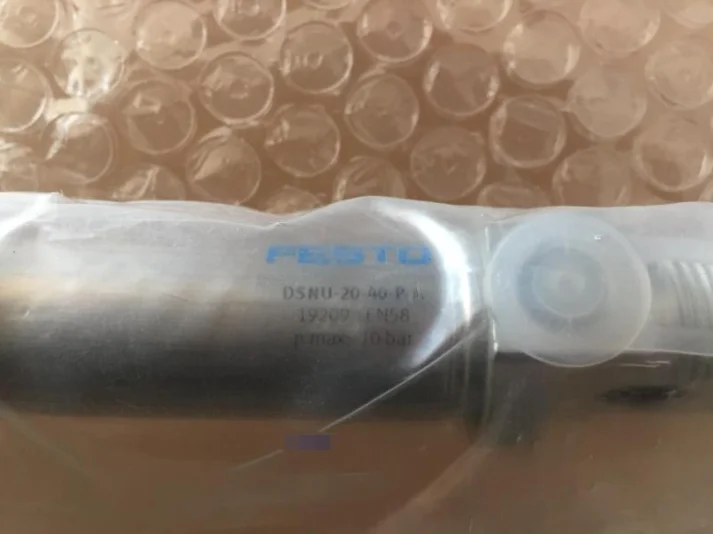 FESTO
DSNU-20-40-P-A
19209 EN58
p max: 10 bar